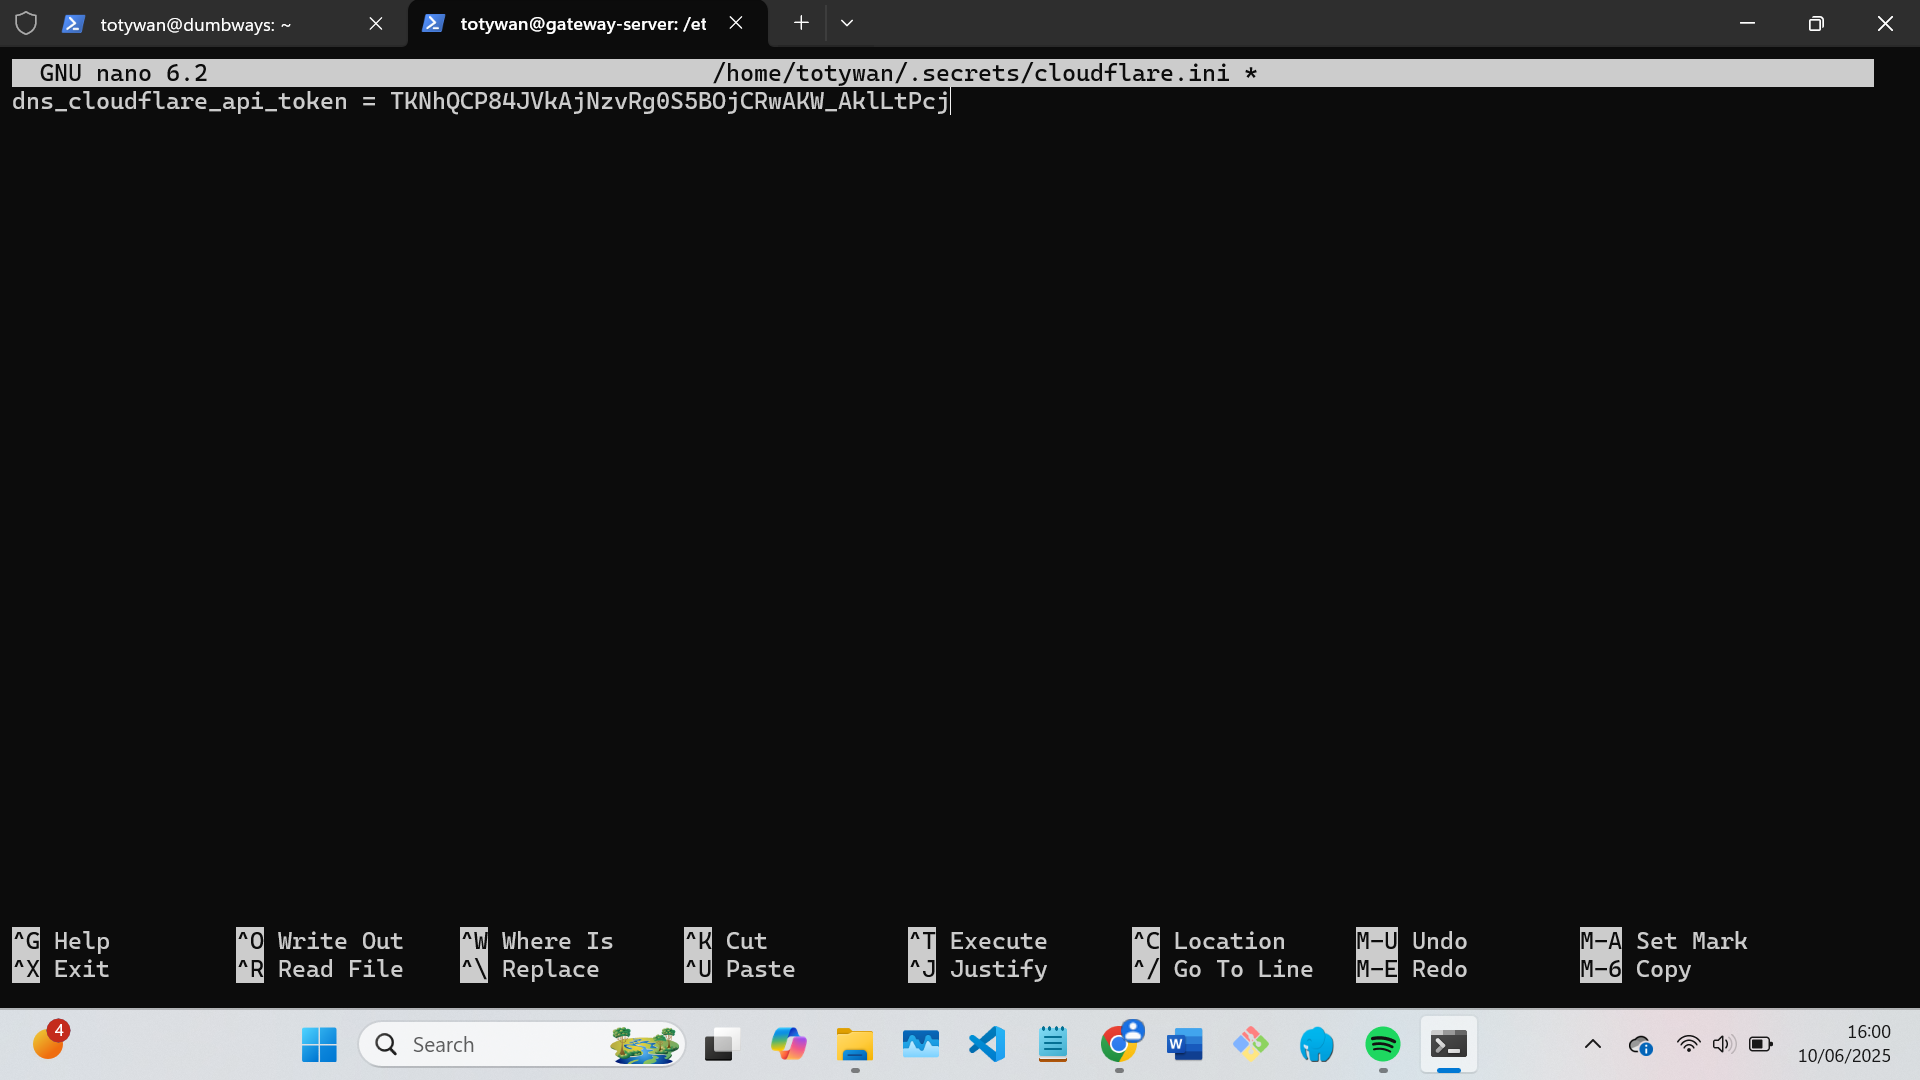 totywan@dumbways: ~
totywan@gateway-server: /et
GNU nano 6.2 /home/totywan/.secrets/cloudflare.ini *
dns_cloudflare_api_token = TKNhQCP84JVkAjNzvRg0S5BOjCRwAKW_AklLtPcj
^G Help ^O Write Out ^W Where Is ^K Cut ^T Execute ^C Location M-U Undo M-A Set Mark
^X Exit ^R Read File ^\ Replace ^U Paste ^J Justify ^/ Go To Line M-E Redo M-6 Copy
4
Search
16:00
10/06/2025